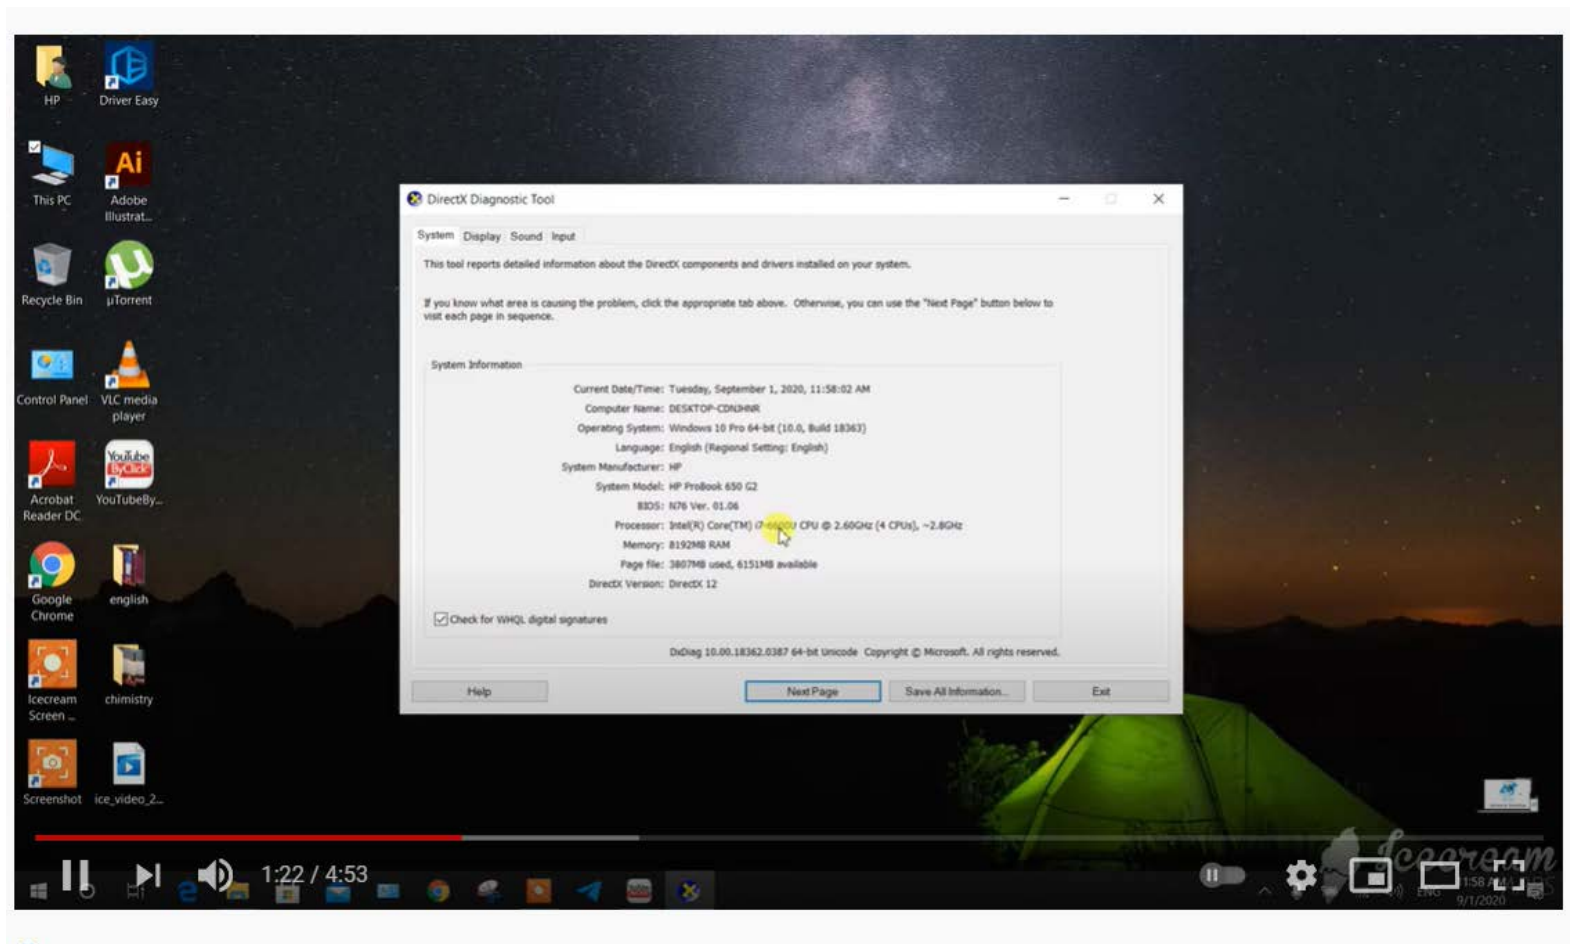 HP
Driver Easy
This PC
Adobe
Illustrat...
Recycle Bin
µTorrent
Control Panel
VLC media
player
Acrobat
Reader DC
YouTube
ByClick
YouTubeBy...
Google
Chrome
english
Icecream
Screen ...
chimistry
Screenshot
ice_video_2...
DirectX Diagnostic Tool
System Display Sound Input
This tool reports detailed information about the DirectX components and drivers installed on your system.
If you know what area is causing the problem, click the appropriate tab above. Otherwise, you can use the "Next Page" button below to
visit each page in sequence.
System Information
Current Date/Time: Tuesday, September 1, 2020, 11:58:02 AM
Computer Name:
Operating System: Windows 10 Pro 64-bit (10.0, Build 18363)
Language: English (Regional Setting: English)
System Manufacturer: HP
System Model: HP ProBook 650 G2
BIOS: N76 Ver. 01.06
Processor: Intel(R) Core(TM) i7-6600U CPU @ 2.60GHz (4 CPUs), ~2.8GHz
Memory: 8192MB RAM
Page file: 3807MB used, 6151MB available
DirectX Version: DirectX 12
Check for WHQL digital signatures
DxDiag 10.00.18362.0387 64-bit Unicode Copyright © Microsoft. All rights reserved.
Help
Next Page
Save All Information...
Exit
1:22 / 4:53
Icecream
ENG
11:58 AM
9/1/2020